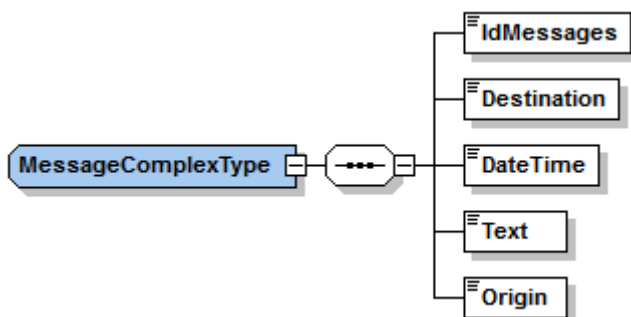 IdMessages
Destination
MessageComplexType
DateTime
Text
Origin